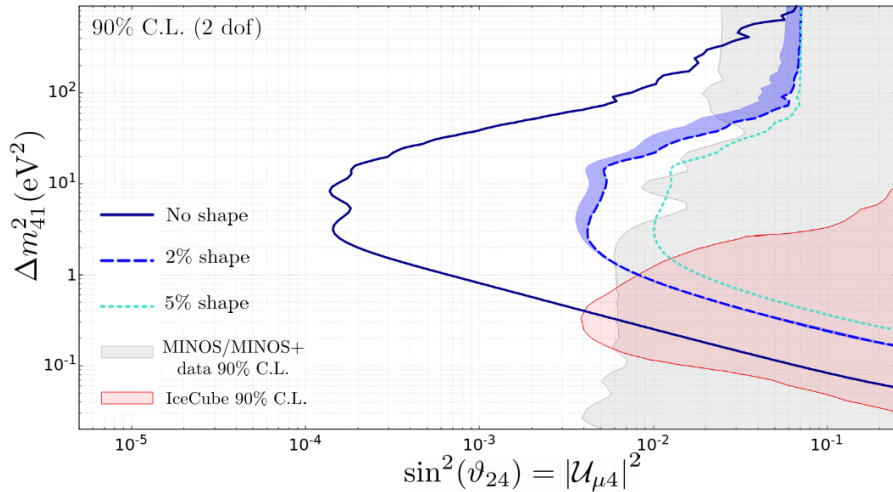 90% C.L. (2 dof)
10²
10¹
1
10⁻¹
Δm²₄₁(eV²)
No shape
2% shape
5% shape
MINOS/MINOS+
data 90% C.L.
IceCube 90% C.L.
10⁻⁵ 10⁻⁴ 10⁻³ 10⁻² 10⁻¹
sin²(ϑ₂₄) = |𝒰_μ4|²